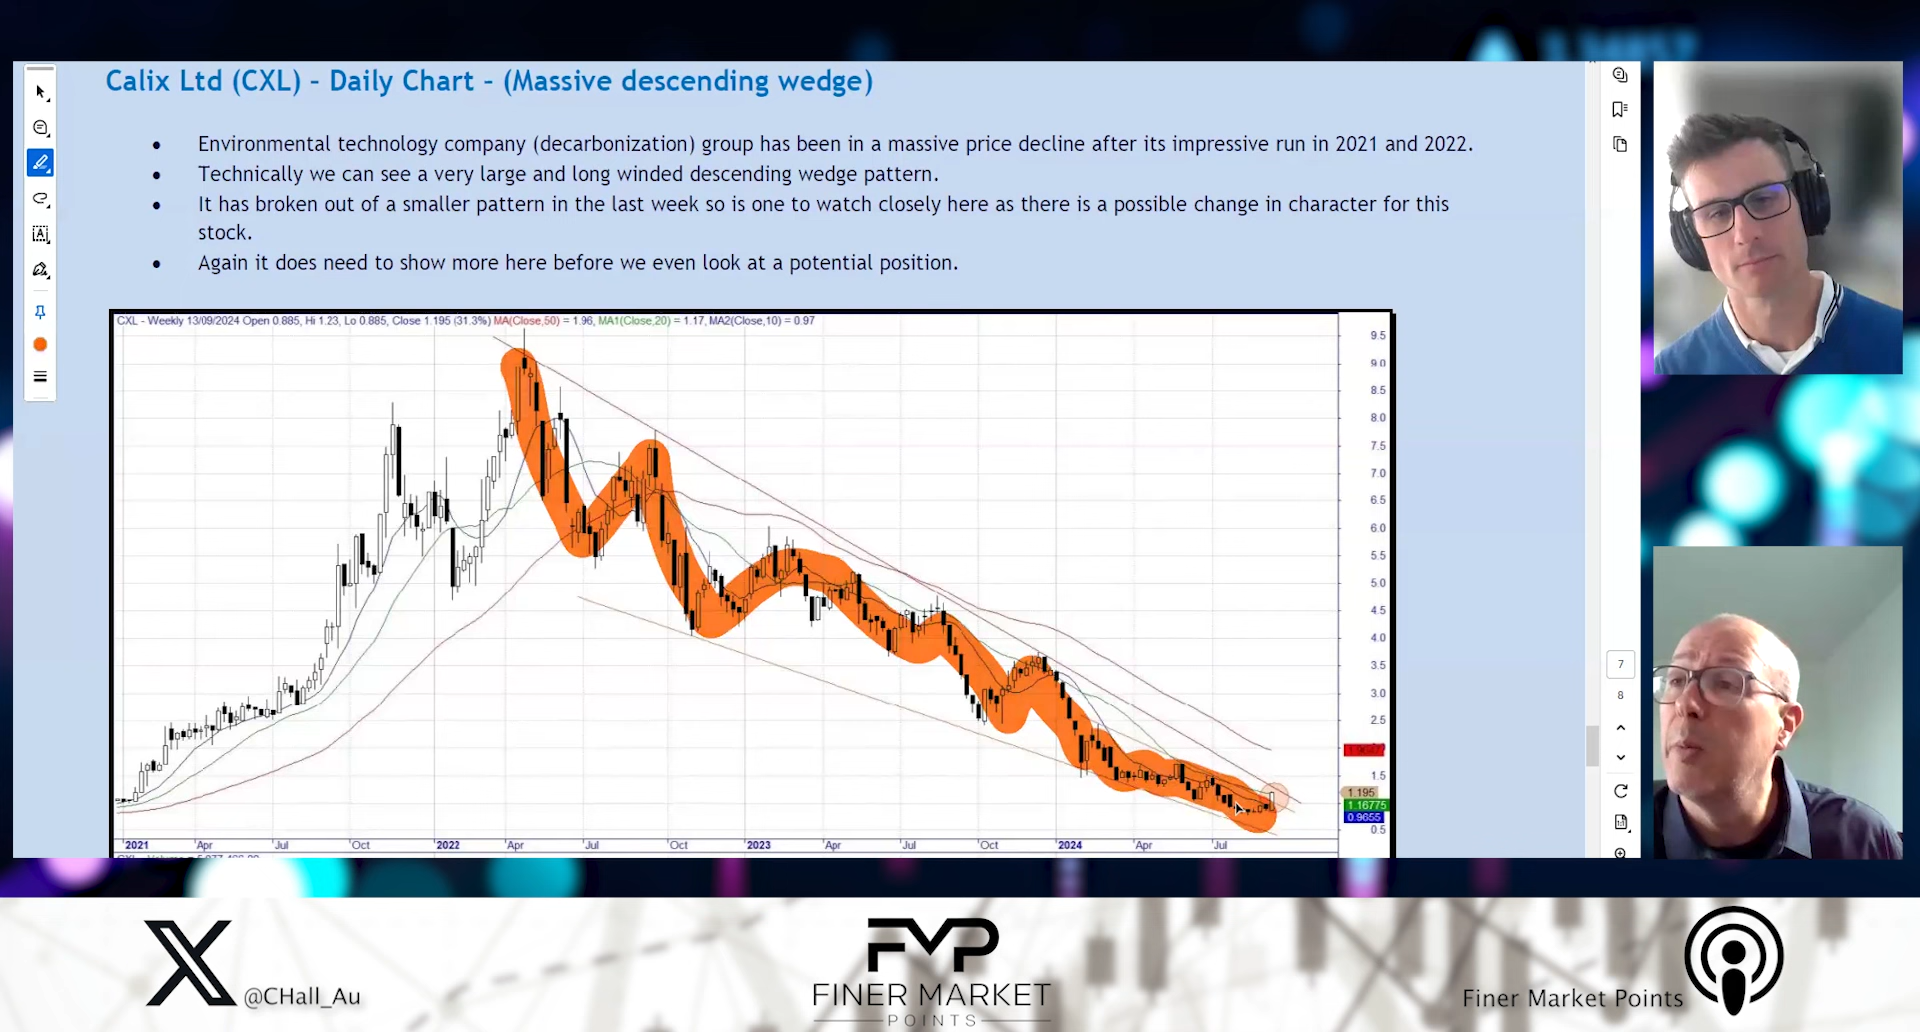 Calix Ltd (CXL) – Daily Chart – (Massive descending wedge)
• Environmental technology company (decarbonization) group has been in a massive price decline after its impressive run in 2021 and 2022.
• Technically we can see a very large and long winded descending wedge pattern.
• It has broken out of a smaller pattern in the last week so is one to watch closely here as there is a possible change in character for this
stock.
• Again it does need to show more here before we even look at a potential position.
CXL - Weekly 13/09/2024 Open 0.885, Hi 1.23, Lo 0.885, Close 1.195 (31.3%) MA(Close,50) = 1.96, MA1(Close,20) = 1.17, MA2(Close,10) = 0.97
9.5
9.0
8.5
8.0
7.5
7.0
6.5
6.0
5.5
5.0
4.5
4.0
3.5
3.0
2.5
1.5
1.195
1.16775
0.9655
0.5
2021 Apr Jul Oct 2022 Apr Jul Oct 2023 Apr Jul Oct 2024 Apr Jul
7
8
@CHall_Au
FMP
FINER MARKET
POINTS
Finer Market Points